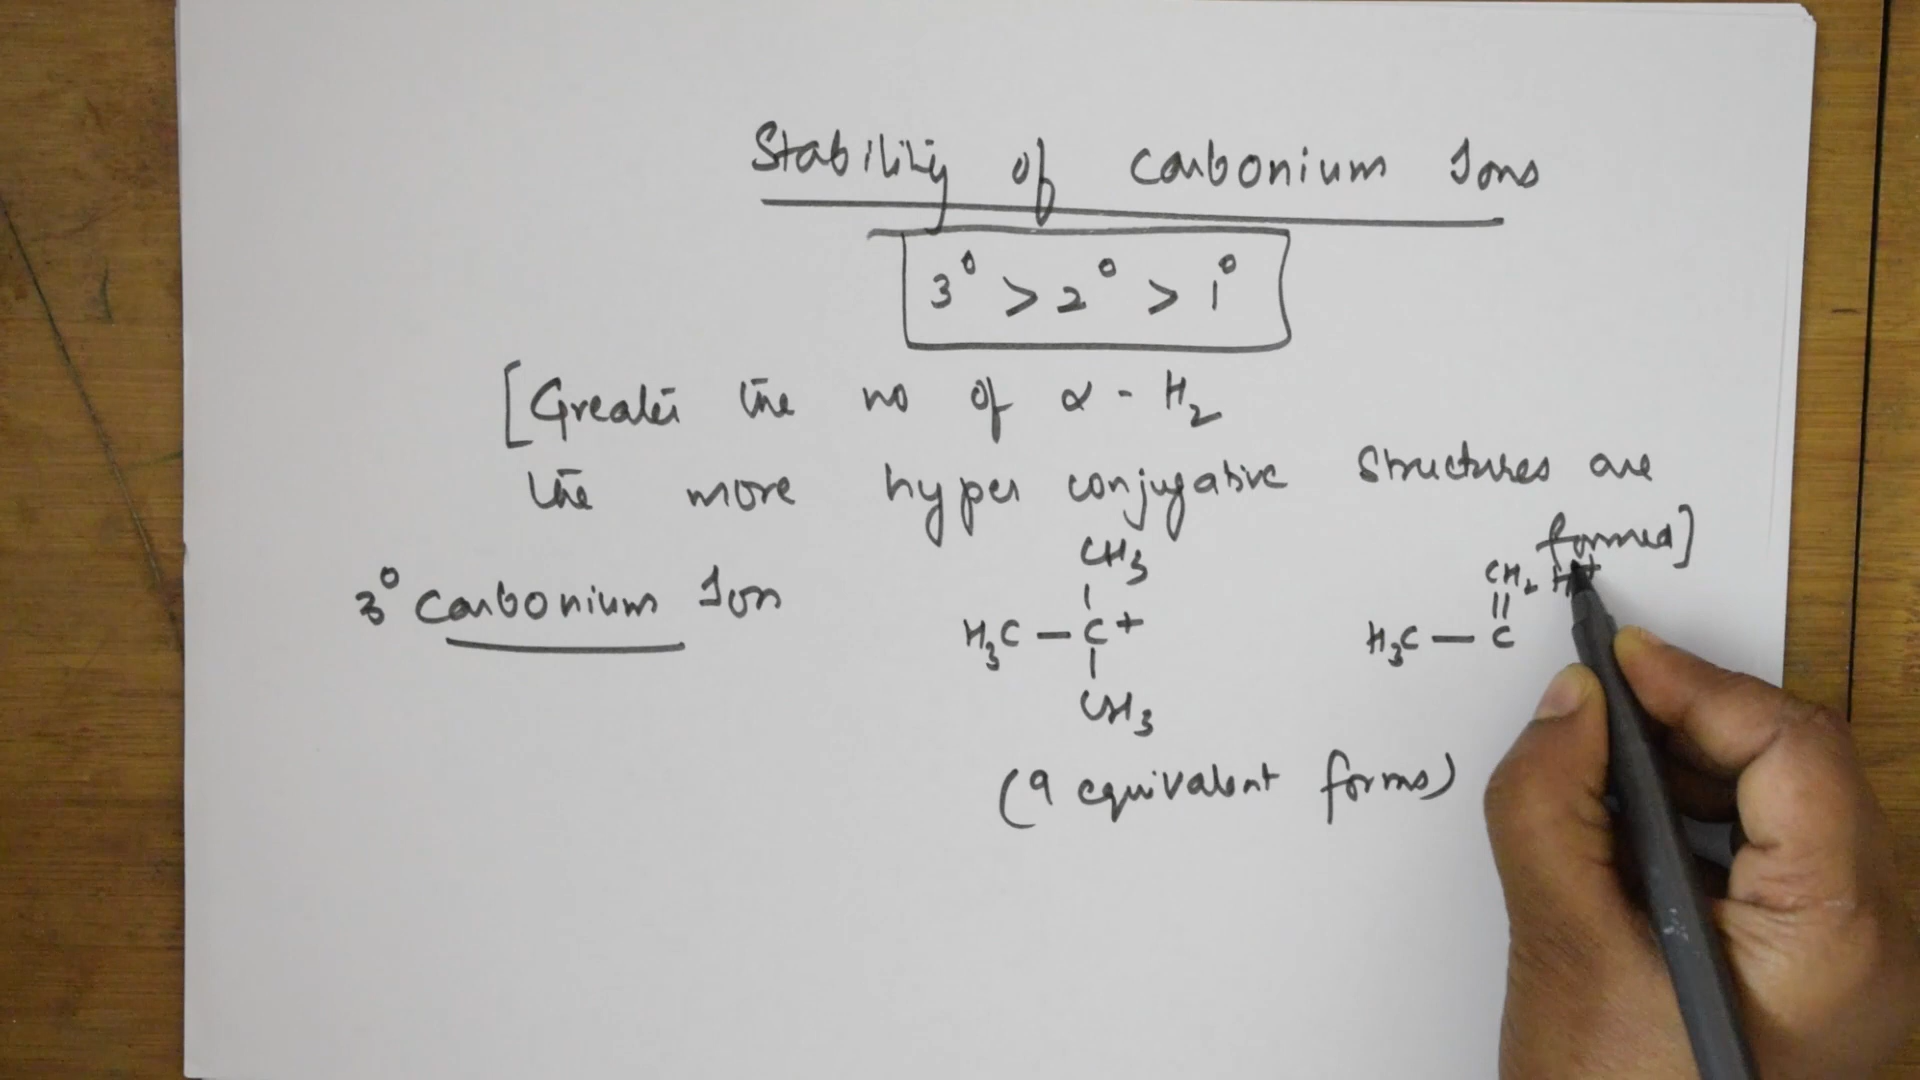 Stability of carbonium Ions
3° > 2° > 1°
[Greater the no of α - H₂
the more hyper conjugative structures are
formed]
3° carbonium Ion
CH₃
H₃C — C +
CH₃
CH₂ H+
H₃C — C
(9 equivalent forms)